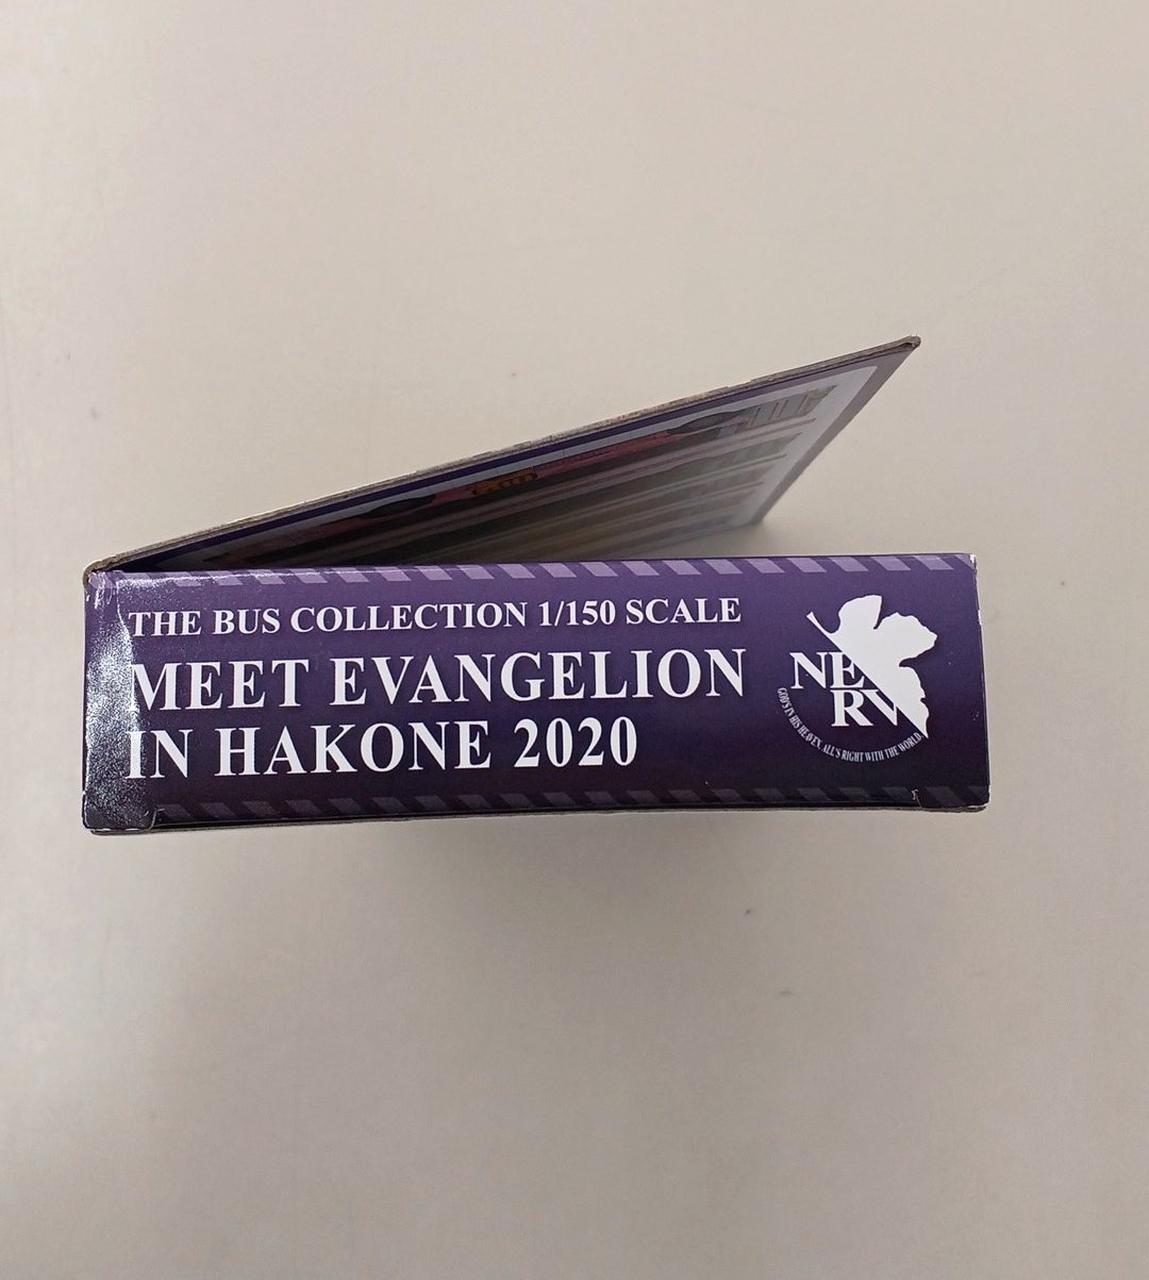 THE BUS COLLECTION 1/150 SCALE
MEET EVANGELION
IN HAKONE 2020
NERV
GOD'S IN HIS HEAVEN, ALL'S RIGHT WITH THE WORLD.